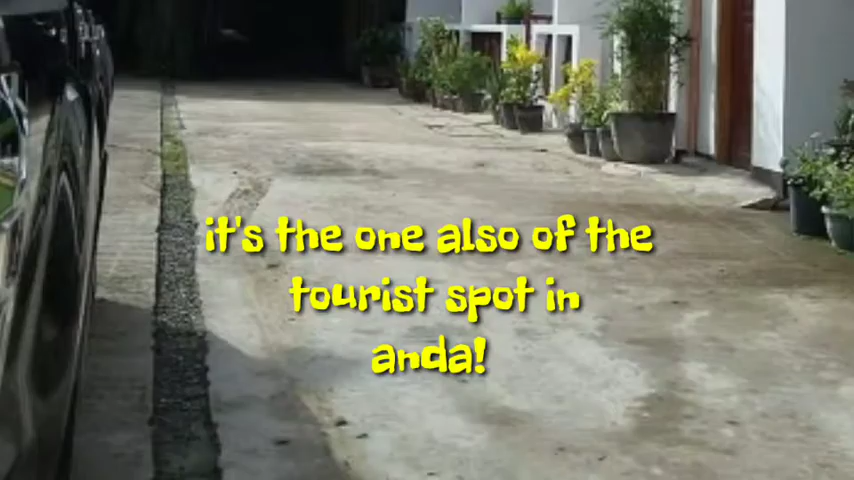 it's the one also of the
tourist spot in
anda!